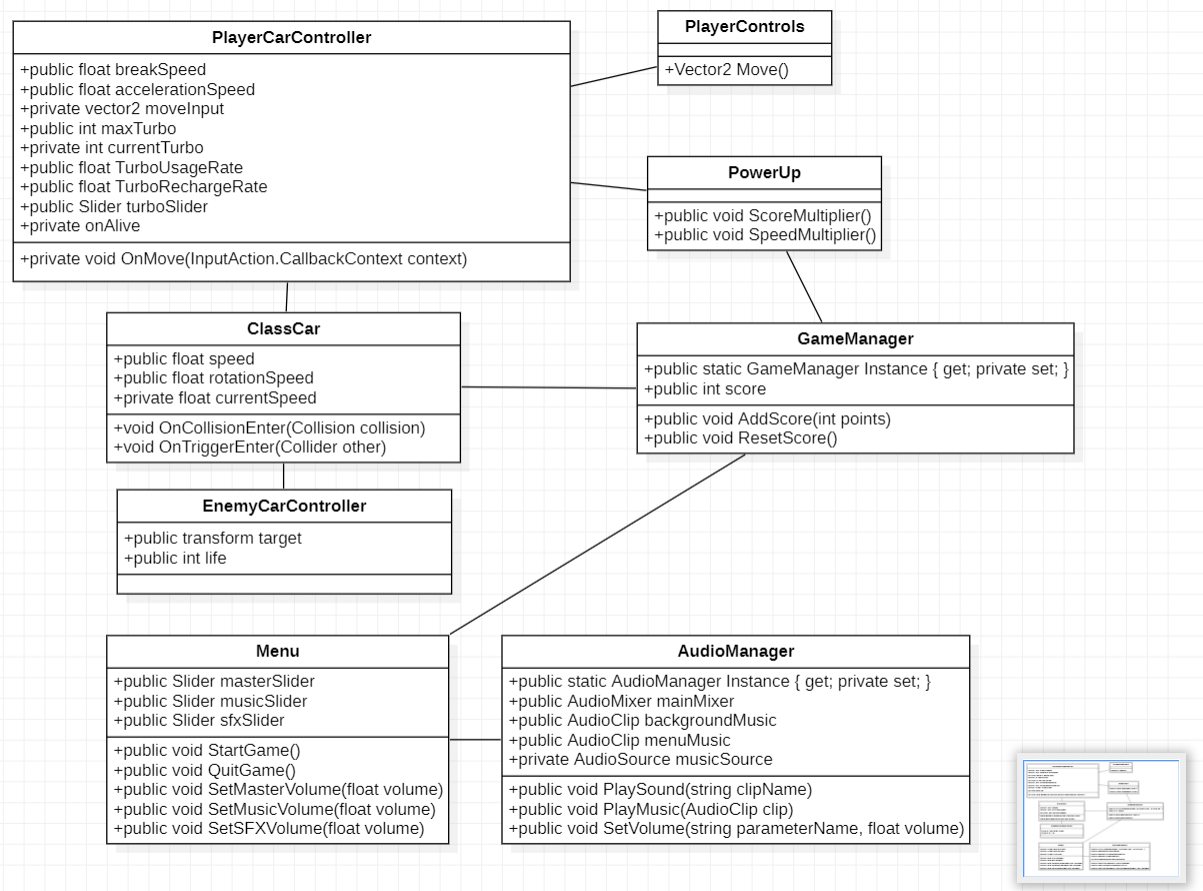 PlayerCarController
+public float breakSpeed
+public float accelerationSpeed
+private vector2 moveInput
+public int maxTurbo
+private int currentTurbo
+public float TurboUsageRate
+public float TurboRechargeRate
+public Slider turboSlider
+private onAlive
+private void OnMove(InputAction.CallbackContext context)
PlayerControls
+Vector2 Move()
PowerUp
+public void ScoreMultiplier()
+public void SpeedMultiplier()
ClassCar
+public float speed
+public float rotationSpeed
+private float currentSpeed
+void OnCollisionEnter(Collision collision)
+void OnTriggerEnter(Collider other)
GameManager
+public static GameManager Instance { get; private set; }
+public int score
+public void AddScore(int points)
+public void ResetScore()
EnemyCarController
+public transform target
+public int life
Menu
+public Slider masterSlider
+public Slider musicSlider
+public Slider sfxSlider
+public void StartGame()
+public void QuitGame()
+public void SetMasterVolume(float volume)
+public void SetMusicVolume(float volume)
+public void SetSFXVolume(float volume)
AudioManager
+public static AudioManager Instance { get; private set; }
+public AudioMixer mainMixer
+public AudioClip backgroundMusic
+public AudioClip menuMusic
+private AudioSource musicSource
+public void PlaySound(string clipName)
+public void PlayMusic(AudioClip clip)
+public void SetVolume(string parameterName, float volume)